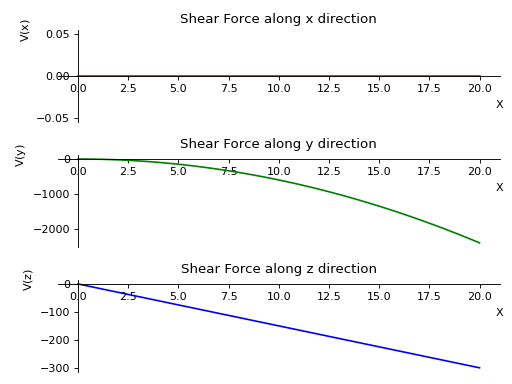 Shear Force along x direction
V(x)
0.05
0.00
−0.05
0.0 2.5 5.0 7.5 10.0 12.5 15.0 17.5 20.0
X
Shear Force along y direction
V(y)
0
−1000
−2000
0.0 2.5 5.0 7.5 10.0 12.5 15.0 17.5 20.0
X
Shear Force along z direction
V(z)
0
−100
−200
−300
0.0 2.5 5.0 7.5 10.0 12.5 15.0 17.5 20.0
X